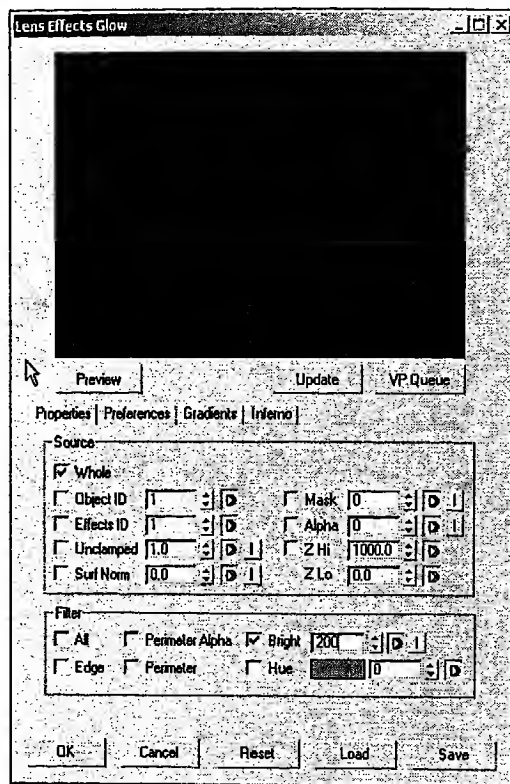 Lens Effects Glow
Preview Update VP Queue
Properties Preferences Gradients Inferno
Source
Whole
Object ID 1 Mask 0
Effects ID 1 Alpha 0 I
Unclamped 1.0 I Z Hi 1000.0
Surf Norm 0.0 I Z Lo 0.0
Filter
All Perimeter Alpha Bright 200 I
Edge Perimeter Hue 0
OK Cancel Reset Load Save